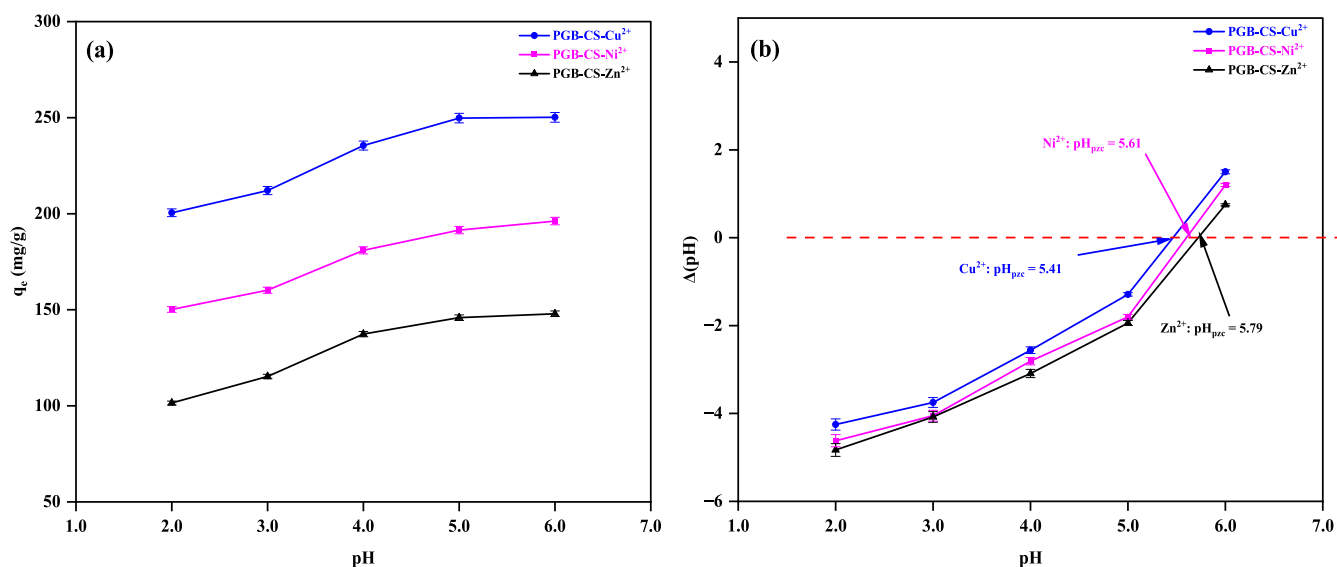 (a)
PGB-CS-Cu²⁺
PGB-CS-Ni²⁺
PGB-CS-Zn²⁺
300
250
200
150
100
50
qₑ (mg/g)
1.0 2.0 3.0 4.0 5.0 6.0 7.0
pH
(b)
PGB-CS-Cu²⁺
PGB-CS-Ni²⁺
PGB-CS-Zn²⁺
4
2
0
−2
−4
−6
Δ(pH)
Ni²⁺: pHpzc = 5.61
Cu²⁺: pHpzc = 5.41
Zn²⁺: pHpzc = 5.79
1.0 2.0 3.0 4.0 5.0 6.0 7.0
pH